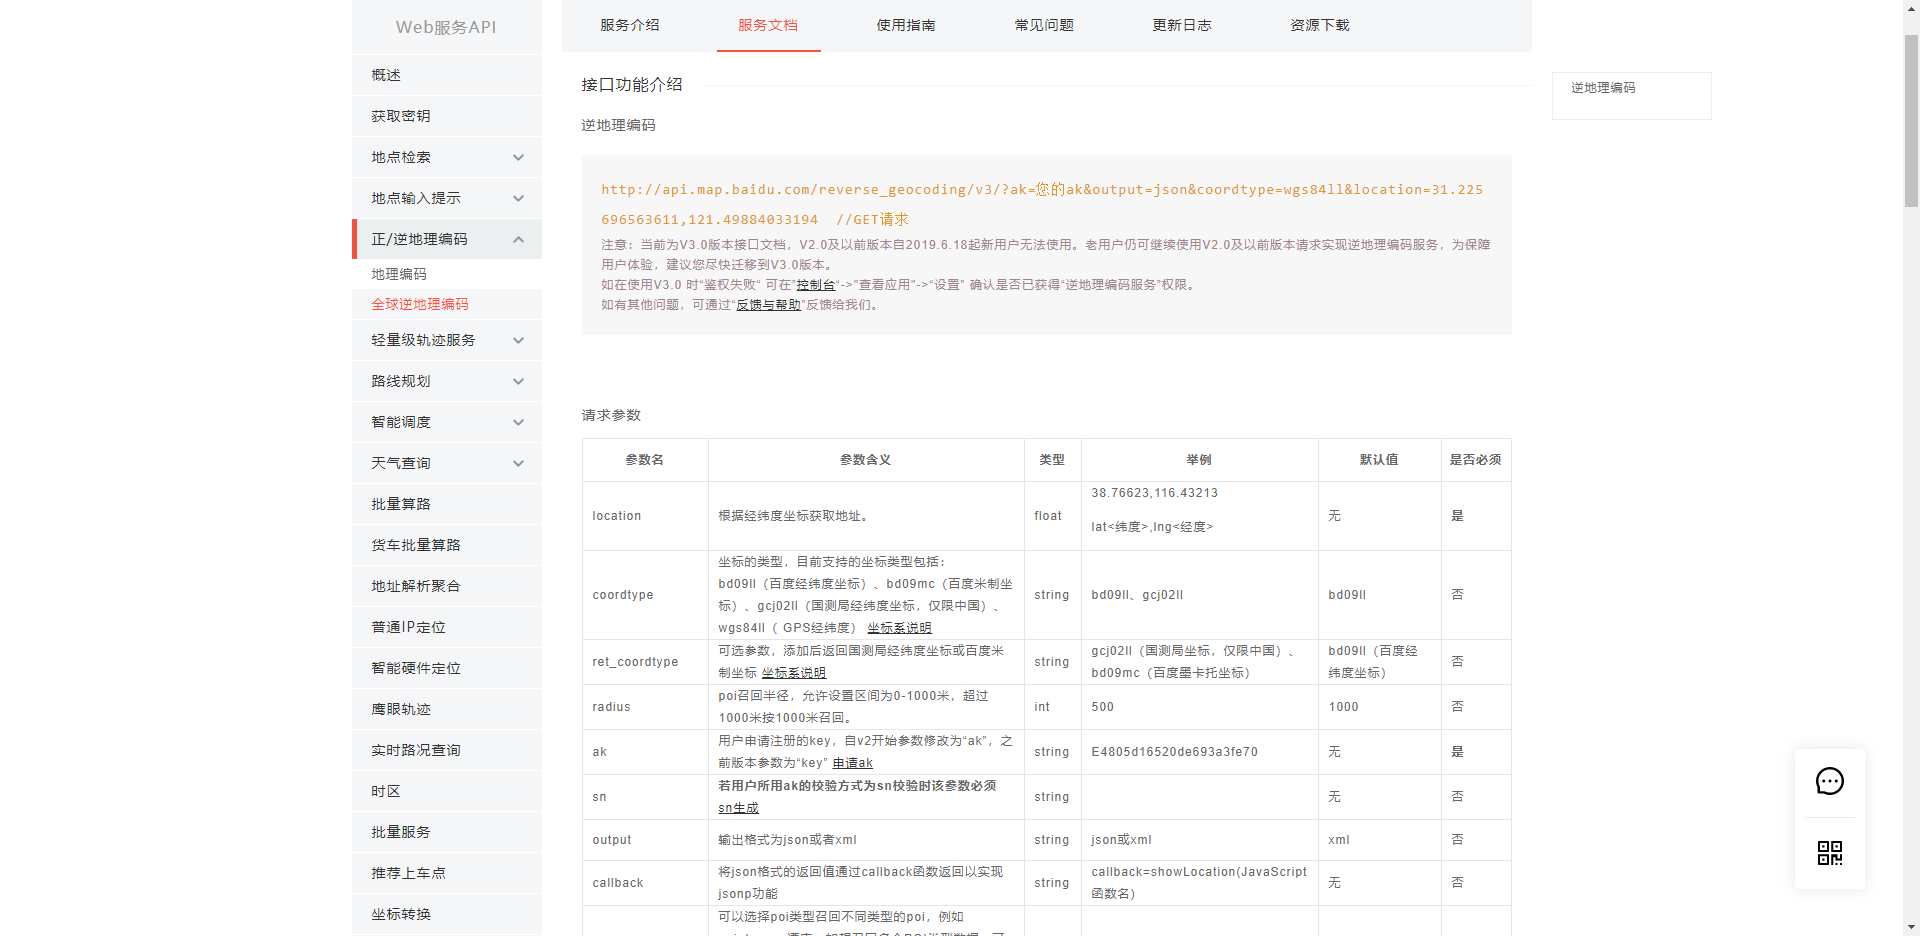 Web服务API
概述
获取密钥
地点检索
地点输入提示
正/逆地理编码
地理编码
全球逆地理编码
轻量级轨迹服务
路线规划
智能调度
天气查询
批量算路
货车批量算路
地址解析聚合
普通IP定位
智能硬件定位
鹰眼轨迹
实时路况查询
时区
批量服务
推荐上车点
坐标转换
服务介绍 服务文档 使用指南 常见问题 更新日志 资源下载
接口功能介绍
逆地理编码
http://api.map.baidu.com/reverse_geocoding/v3/?ak=您的ak&output=json&coordtype=wgs84ll&location=31.225
696563611,121.49884033194  //GET请求
注意：当前为V3.0版本接口文档，V2.0及以前版本自2019.6.18起新用户无法使用。老用户仍可继续使用V2.0及以前版本请求实现逆地理编码服务，为保障
用户体验，建议您尽快迁移到V3.0版本。
如在使用V3.0 时“鉴权失败“ 可在”控制台“->”查看应用”->“设置” 确认是否已获得“逆地理编码服务”权限。
如有其他问题，可通过“反馈与帮助”反馈给我们。
请求参数
参数名 参数含义 类型 举例 默认值 是否必须
location 根据经纬度坐标获取地址。 float 38.76623,116.43213
lat<纬度>,lng<经度> 无 是
coordtype 坐标的类型，目前支持的坐标类型包括：
bd09ll（百度经纬度坐标）、bd09mc（百度米制坐
标）、gcj02ll（国测局经纬度坐标，仅限中国）、
wgs84ll（ GPS经纬度） 坐标系说明 string bd09ll、gcj02ll bd09ll 否
ret_coordtype 可选参数，添加后返回国测局经纬度坐标或百度米
制坐标 坐标系说明 string gcj02ll（国测局坐标，仅限中国）、
bd09mc（百度墨卡托坐标） bd09ll（百度经
纬度坐标） 否
radius poi召回半径，允许设置区间为0-1000米，超过
1000米按1000米召回。 int 500 1000 否
ak 用户申请注册的key，自v2开始参数修改为“ak”，之
前版本参数为“key” 申请ak string E4805d16520de693a3fe70 无 是
sn 若用户所用ak的校验方式为sn校验时该参数必须
sn生成 string 无 否
output 输出格式为json或者xml string json或xml xml 否
callback 将json格式的返回值通过callback函数返回以实现
jsonp功能 string callback=showLocation(JavaScript
函数名) 无 否
可以选择poi类型召回不同类型的poi，例如
逆地理编码